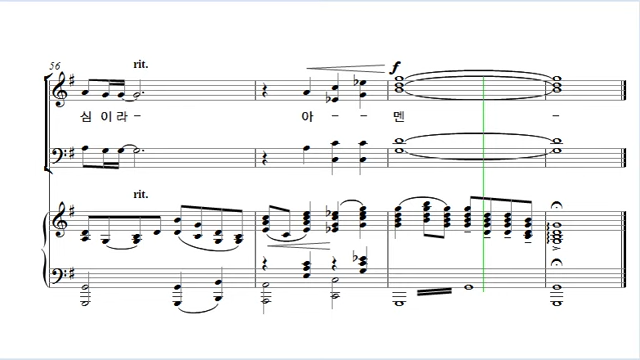 56
rit.
f
심 이 라 - 아 - - 멘 -
rit.